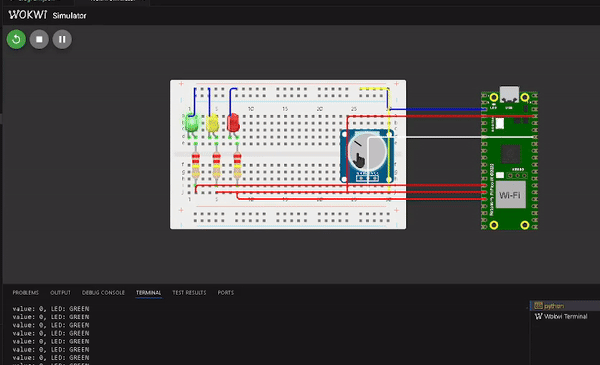 WOKWI Simulator
1 5 10 15 20 25 30
1 5 10 15 20 25
Wi-Fi
PROBLEMS OUTPUT DEBUG CONSOLE TERMINAL TEST RESULTS PORTS
value: 0, LED: GREEN
value: 0, LED: GREEN
value: 0, LED: GREEN
value: 0, LED: GREEN
value: 0, LED: GREEN
value: 0, LED: GREEN
value: 0, LED: GREEN
value: 0, LED: GREEN
python
Wokwi Terminal